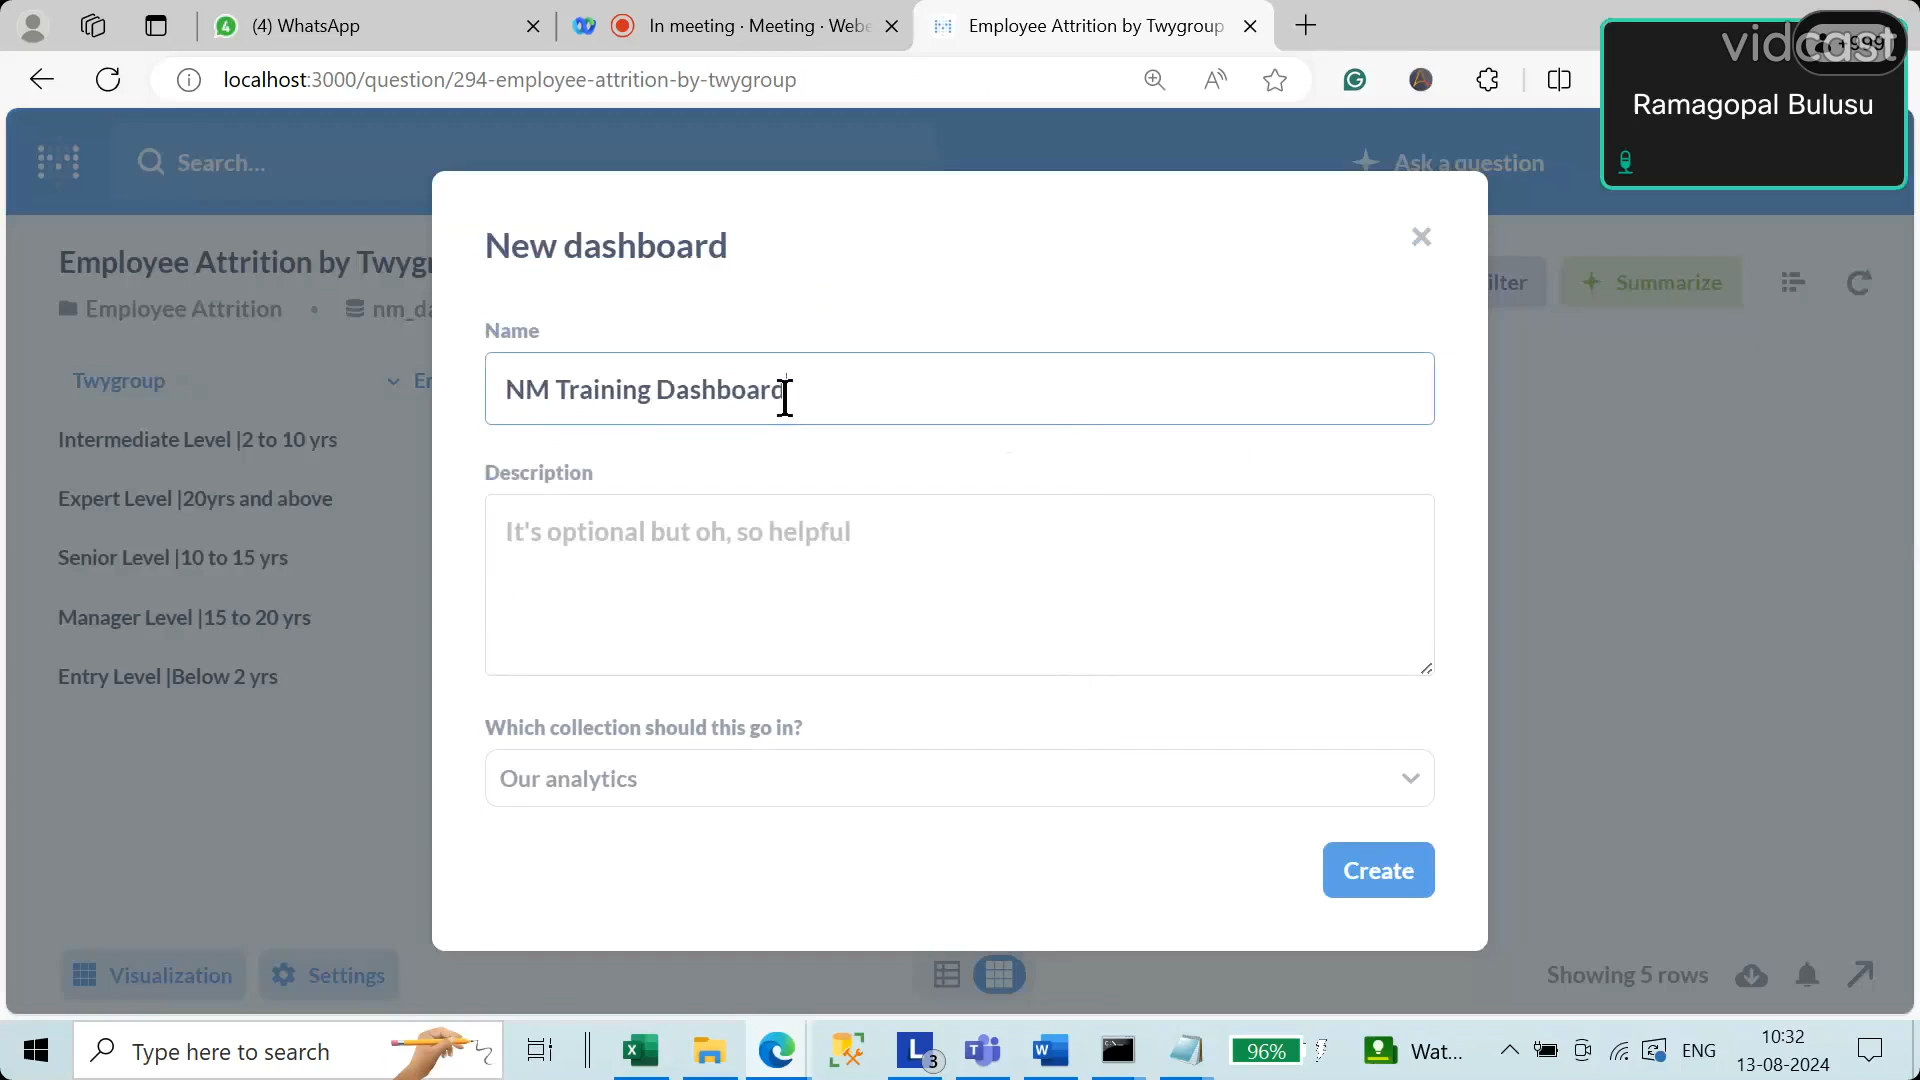 (4) WhatsApp
In meeting · Meeting · Webe
Employee Attrition by Twygroup
localhost:3000/question/294-employee-attrition-by-twygroup
vidcast
Ramagopal Bulusu
Search...
Ask a question
New dashboard
Employee Attrition by Twygr
Filter
Summarize
Employee Attrition
nm_da
Name
NM Training Dashboard
Twygroup
Intermediate Level |2 to 10 yrs
Description
Expert Level |20yrs and above
It's optional but oh, so helpful
Senior Level |10 to 15 yrs
Manager Level |15 to 20 yrs
Entry Level |Below 2 yrs
Which collection should this go in?
Our analytics
Create
Visualization
Settings
Showing 5 rows
Type here to search
3
96%
Wat...
ENG
10:32
13-08-2024